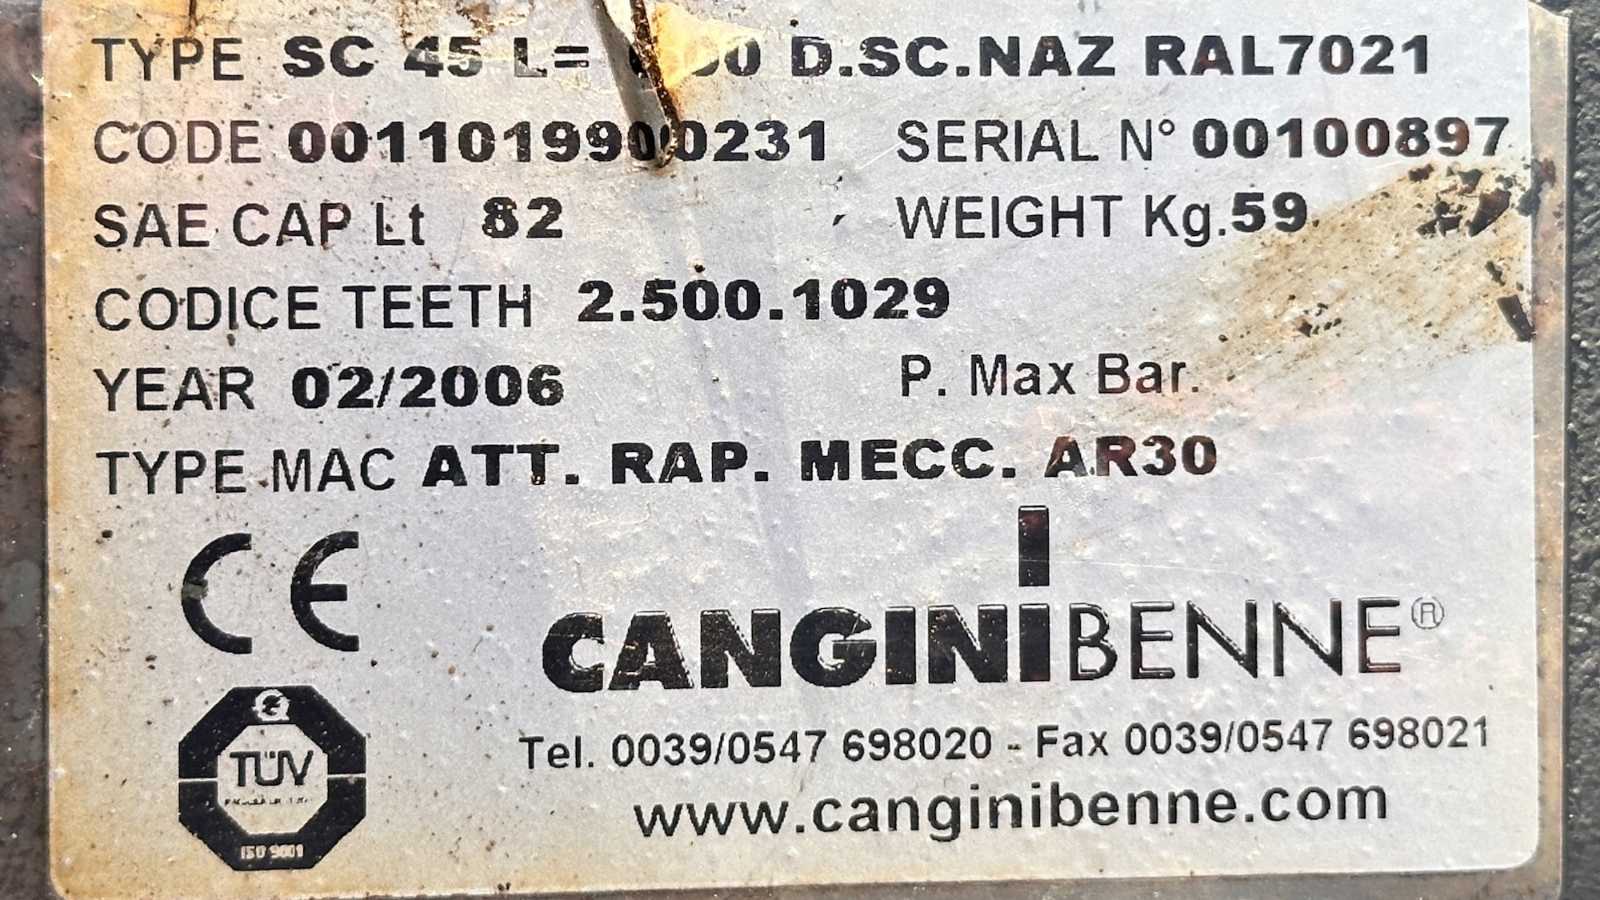 TYPE SC 45 L= D.SC.NAZ RAL7021
CODE 0011019900231 SERIAL N° 00100897
SAE CAP Lt 82 WEIGHT Kg.59
CODICE TEETH 2.500.1029
YEAR 02/2006 P. Max Bar.
TYPE MAC ATT. RAP. MECC. AR30
CE
CANGINIBENNE®
TÜV
Tel. 0039/0547 698020 - Fax 0039/0547 698021
www.canginibenne.com
ISO 9001